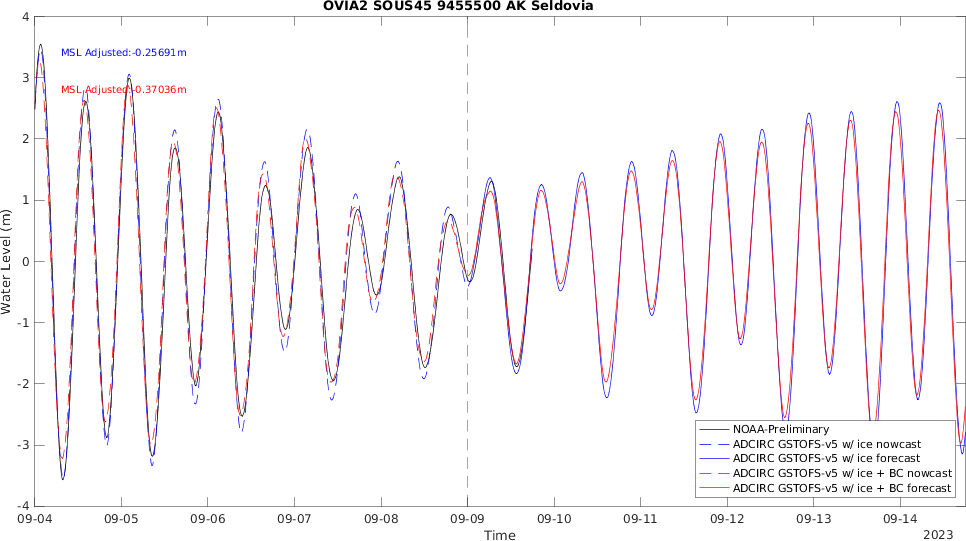 OVIA2 SOUS45 9455500 AK Seldovia
MSL Adjusted:-0.25691m
MSL Adjusted:-0.37036m
Water Level (m)
4
3
2
1
0
-1
-2
-3
-4
NOAA-Preliminary
ADCIRC GSTOFS-v5 w/ ice nowcast
ADCIRC GSTOFS-v5 w/ ice forecast
ADCIRC GSTOFS-v5 w/ ice + BC nowcast
ADCIRC GSTOFS-v5 w/ ice + BC forecast
09-04 09-05 09-06 09-07 09-08 09-09 09-10 09-11 09-12 09-13 09-14
Time
2023